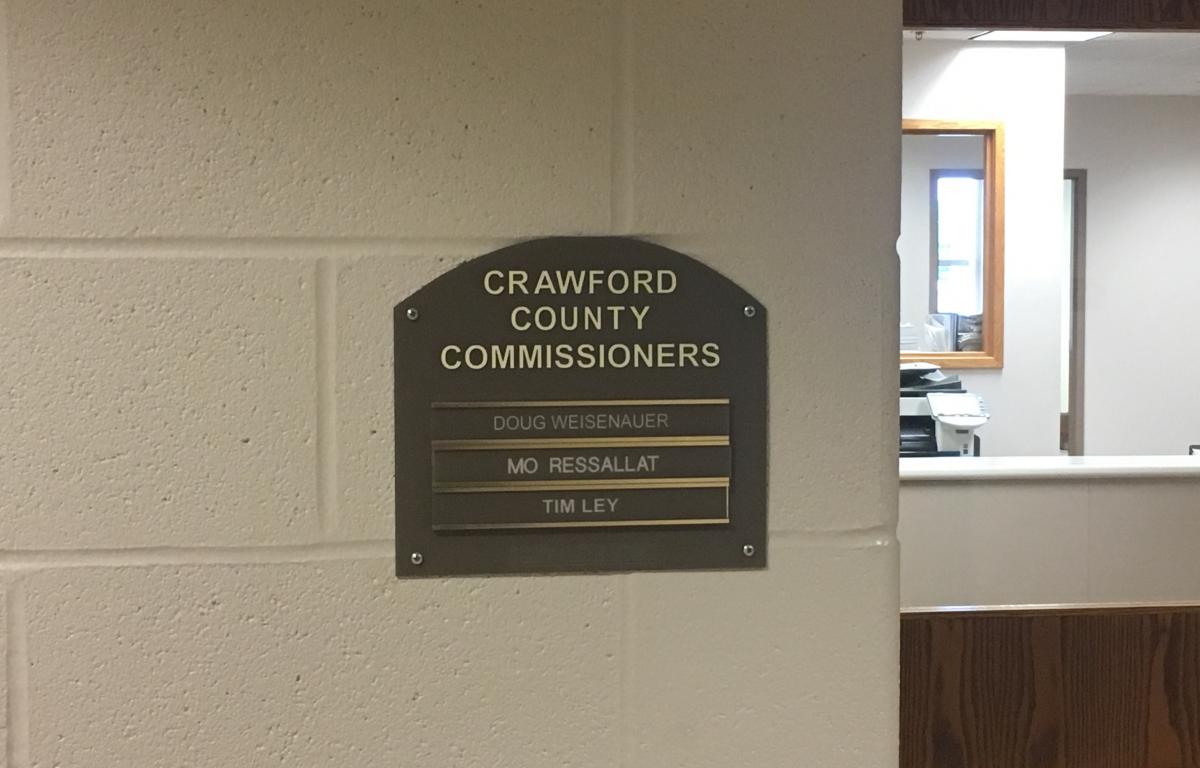 CRAWFORD
COUNTY
COMMISSIONERS
DOUG WEISENAUER
MO RESSALLAT
TIM LEY